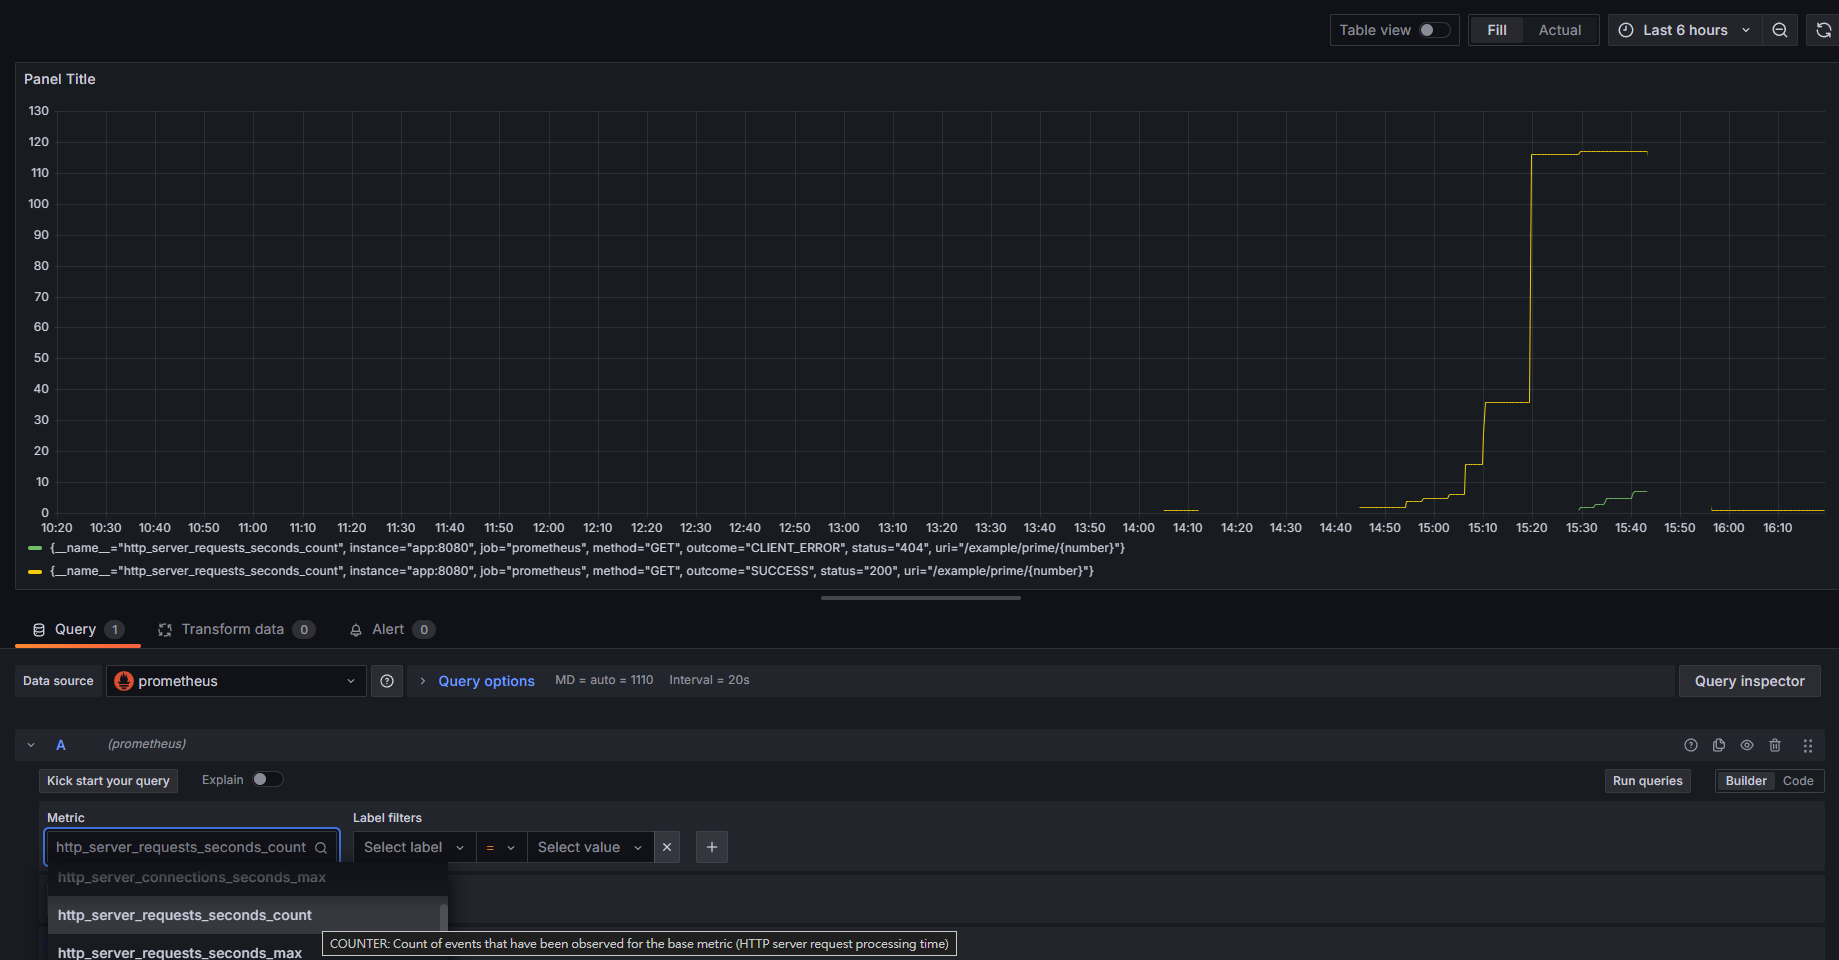 Table view Fill Actual Last 6 hours
Panel Title
130
120
110
100
90
80
70
60
50
40
30
20
10
0
10:20 10:30 10:40 10:50 11:00 11:10 11:20 11:30 11:40 11:50 12:00 12:10 12:20 12:30 12:40 12:50 13:00 13:10 13:20 13:30 13:40 13:50 14:00 14:10 14:20 14:30 14:40 14:50 15:00 15:10 15:20 15:30 15:40 15:50 16:00 16:10
{__name__="http_server_requests_seconds_count", instance="app:8080", job="prometheus", method="GET", outcome="CLIENT_ERROR", status="404", uri="/example/prime/{number}"}
{__name__="http_server_requests_seconds_count", instance="app:8080", job="prometheus", method="GET", outcome="SUCCESS", status="200", uri="/example/prime/{number}"}
Query 1 Transform data 0 Alert 0
Data source prometheus Query options MD = auto = 1110 Interval = 20s Query inspector
A (prometheus)
Kick start your query Explain Run queries Builder Code
Metric Label filters
http_server_requests_seconds_count Select label = Select value
http_server_connections_seconds_max
http_server_requests_seconds_count
COUNTER: Count of events that have been observed for the base metric (HTTP server request processing time)
http_server_requests_seconds_max